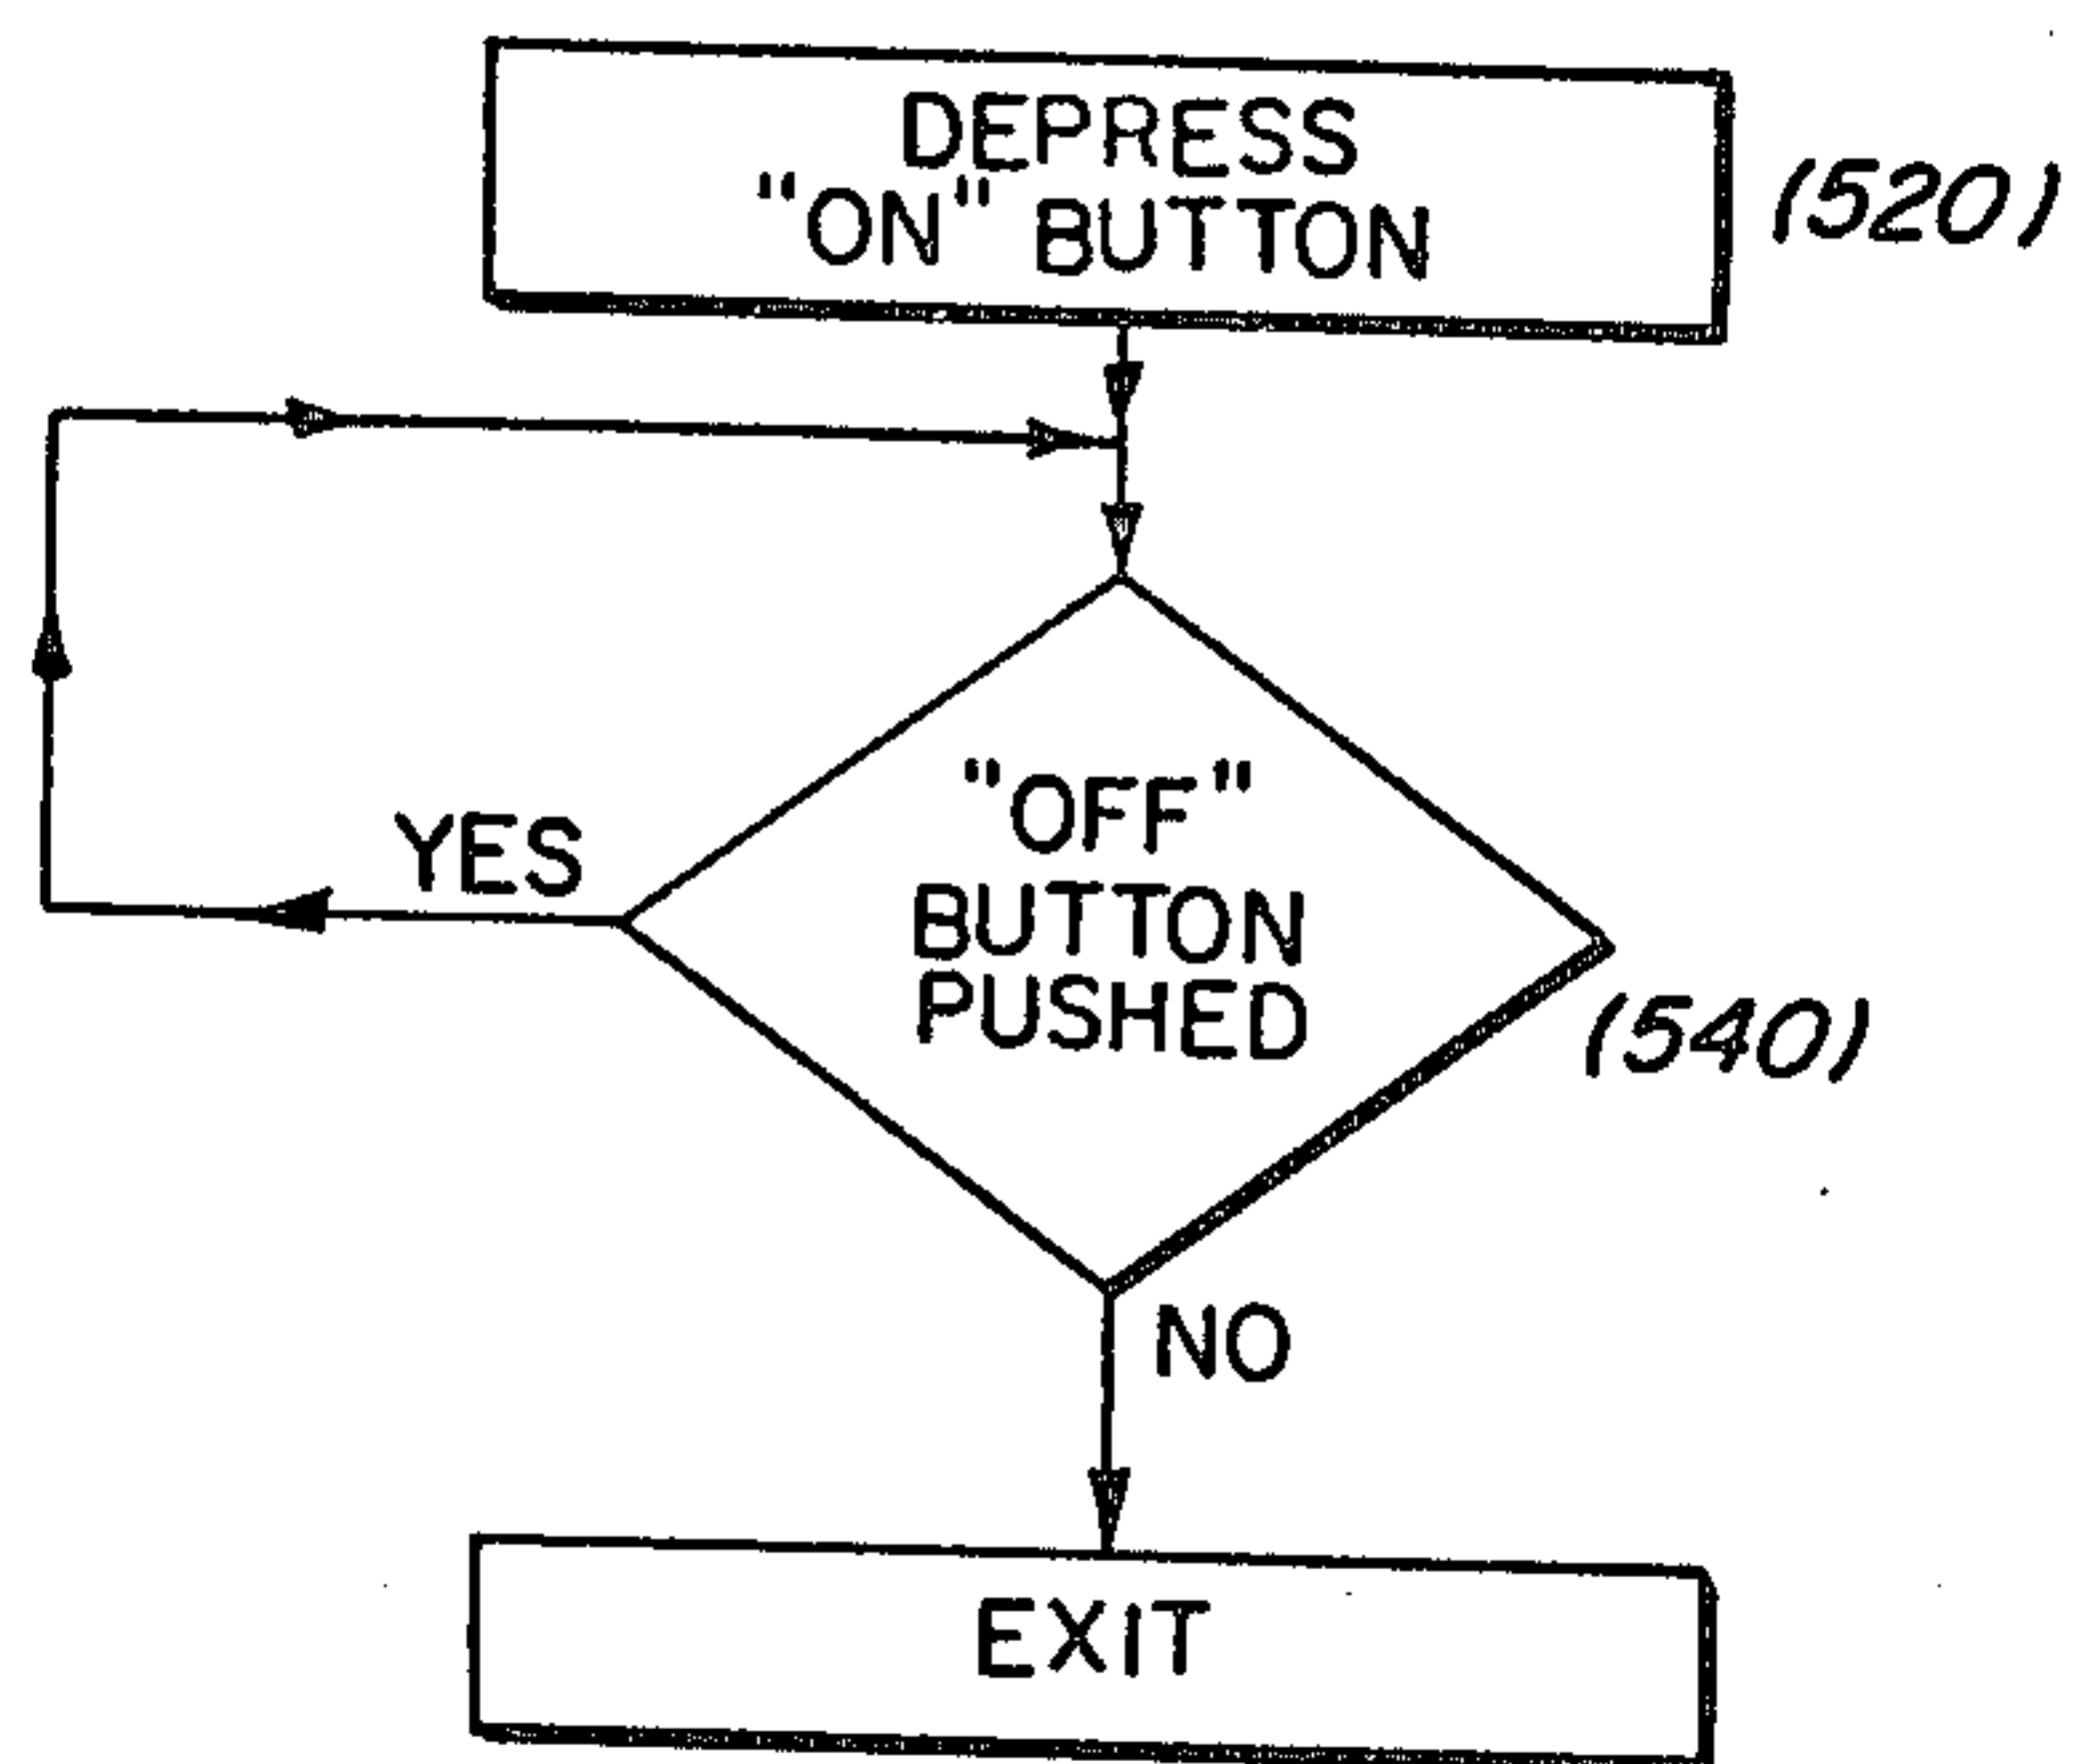 DEPRESS
"ON" BUTTON
(520)
"OFF"
BUTTON
PUSHED
YES
(540)
NO
EXIT